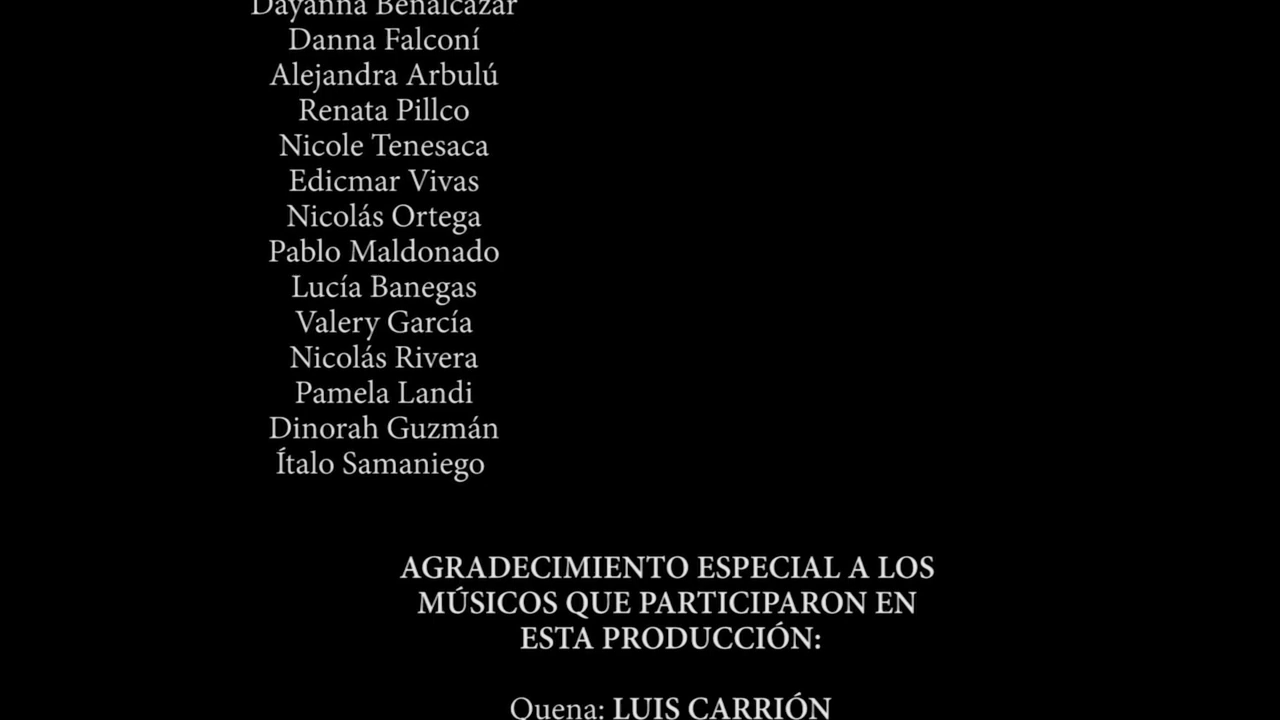 Dayanna Benalcázar
Danna Falconí
Alejandra Arbulú
Renata Pillco
Nicole Tenesaca
Edicmar Vivas
Nicolás Ortega
Pablo Maldonado
Lucía Banegas
Valery García
Nicolás Rivera
Pamela Landi
Dinorah Guzmán
Ítalo Samaniego
AGRADECIMIENTO ESPECIAL A LOS
MÚSICOS QUE PARTICIPARON EN
ESTA PRODUCCIÓN:
Quena: LUIS CARRIÓN